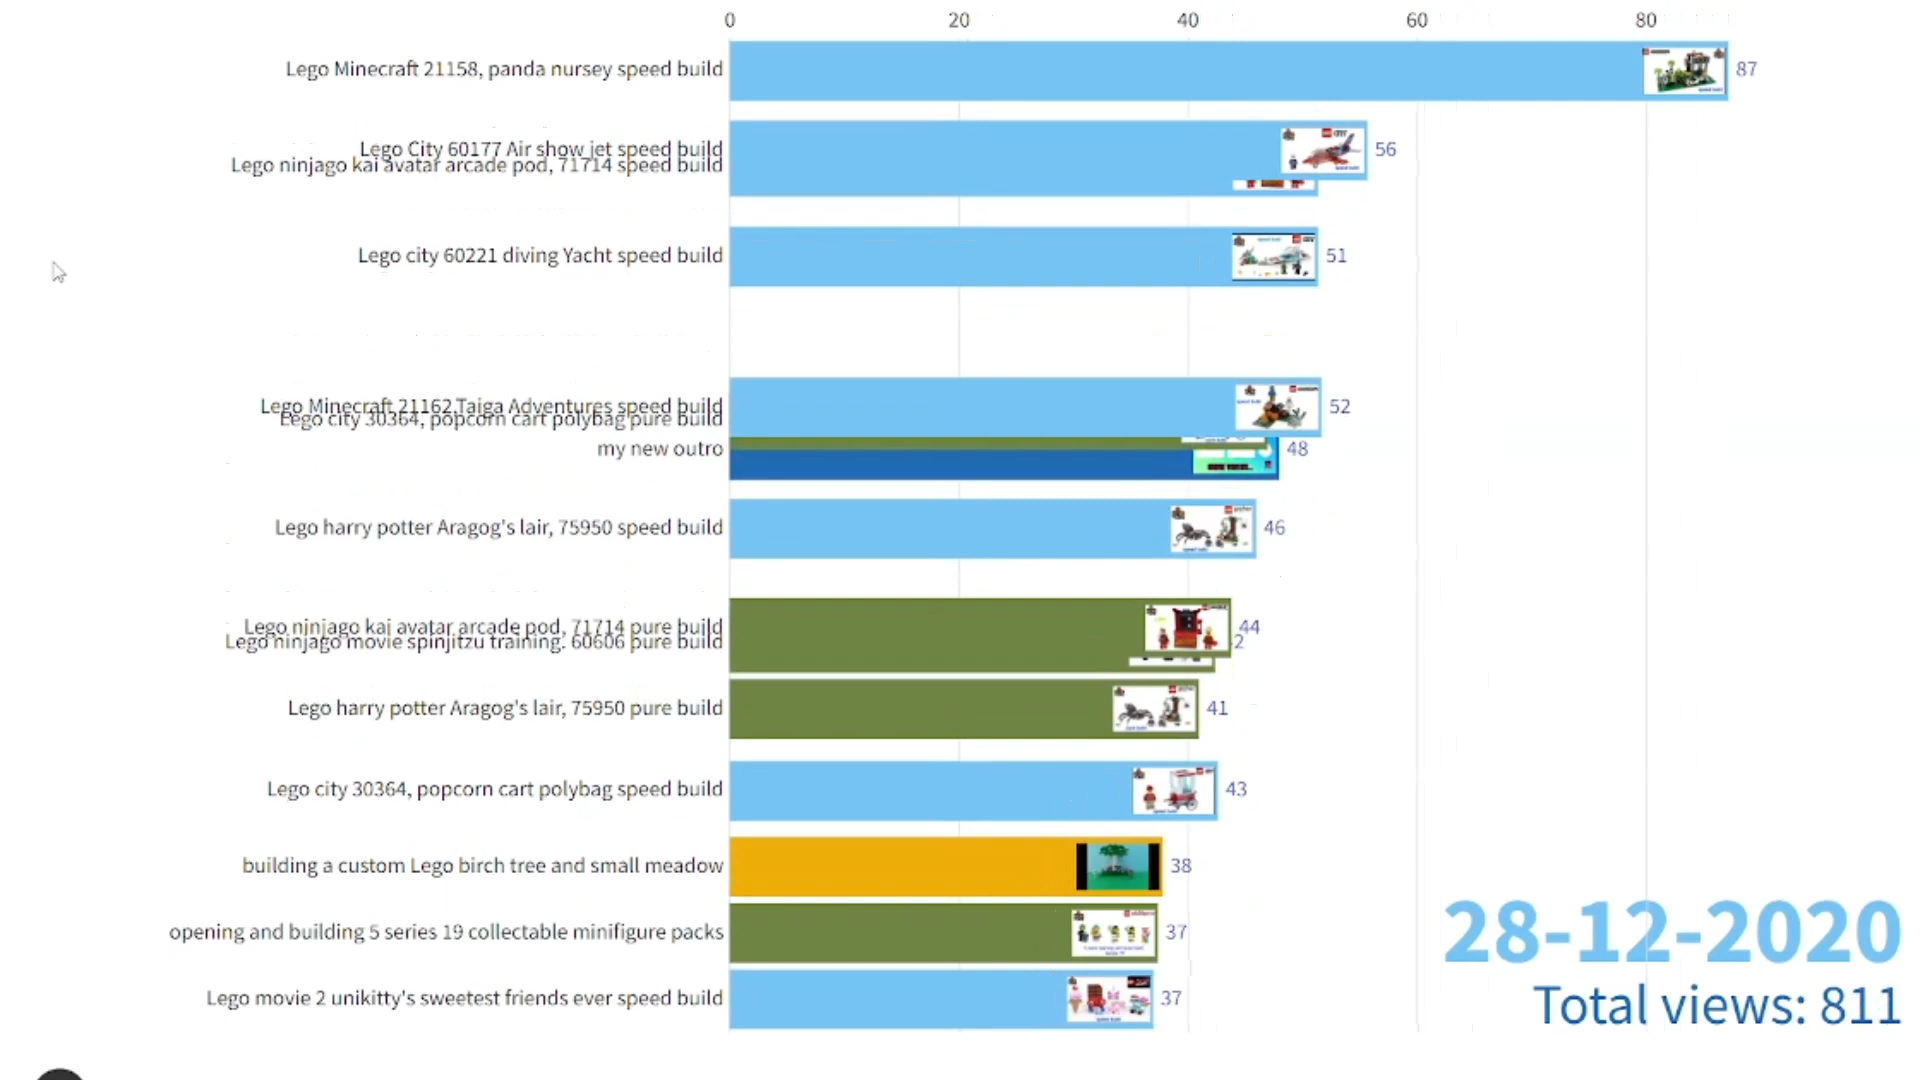 0 20 40 60 80
Lego Minecraft 21158, panda nursey speed build 87
Lego City 60177 Air show jet speed build 56
Lego ninjago kai avatar arcade pod, 71714 speed build
Lego city 60221 diving Yacht speed build 51
Lego Minecraft 21162 Taiga Adventures speed build 52
Lego city 30364, popcorn cart polybag pure build
my new outro 48
Lego harry potter Aragog's lair, 75950 speed build 46
Lego ninjago kai avatar arcade pod, 71714 pure build 44
Lego ninjago movie spinjitzu training. 60606 pure build 2
Lego harry potter Aragog's lair, 75950 pure build 41
Lego city 30364, popcorn cart polybag speed build 43
building a custom Lego birch tree and small meadow 38
opening and building 5 series 19 collectable minifigure packs 37
Lego movie 2 unikitty's sweetest friends ever speed build 37
28-12-2020
Total views: 811